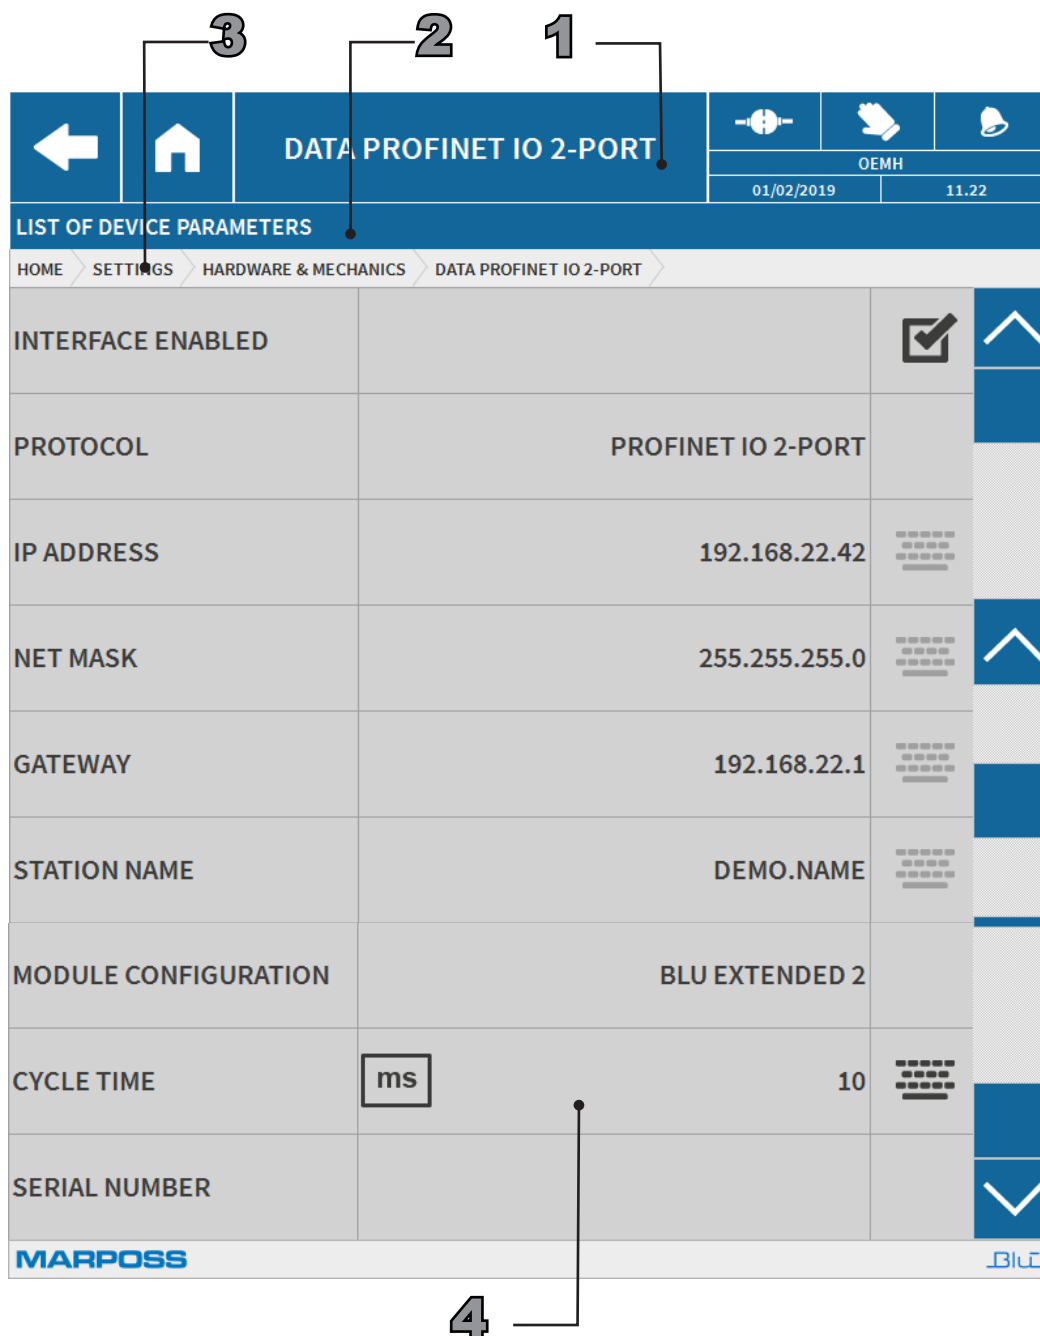 3 2 1
DATA PROFINET IO 2-PORT
OEMH
01/02/2019 11.22
LIST OF DEVICE PARAMETERS
HOME SETTINGS HARDWARE & MECHANICS DATA PROFINET IO 2-PORT
INTERFACE ENABLED
PROTOCOL PROFINET IO 2-PORT
IP ADDRESS 192.168.22.42
NET MASK 255.255.255.0
GATEWAY 192.168.22.1
STATION NAME DEMO.NAME
MODULE CONFIGURATION BLU EXTENDED 2
CYCLE TIME ms 10
SERIAL NUMBER
MARPOSS Blú
4